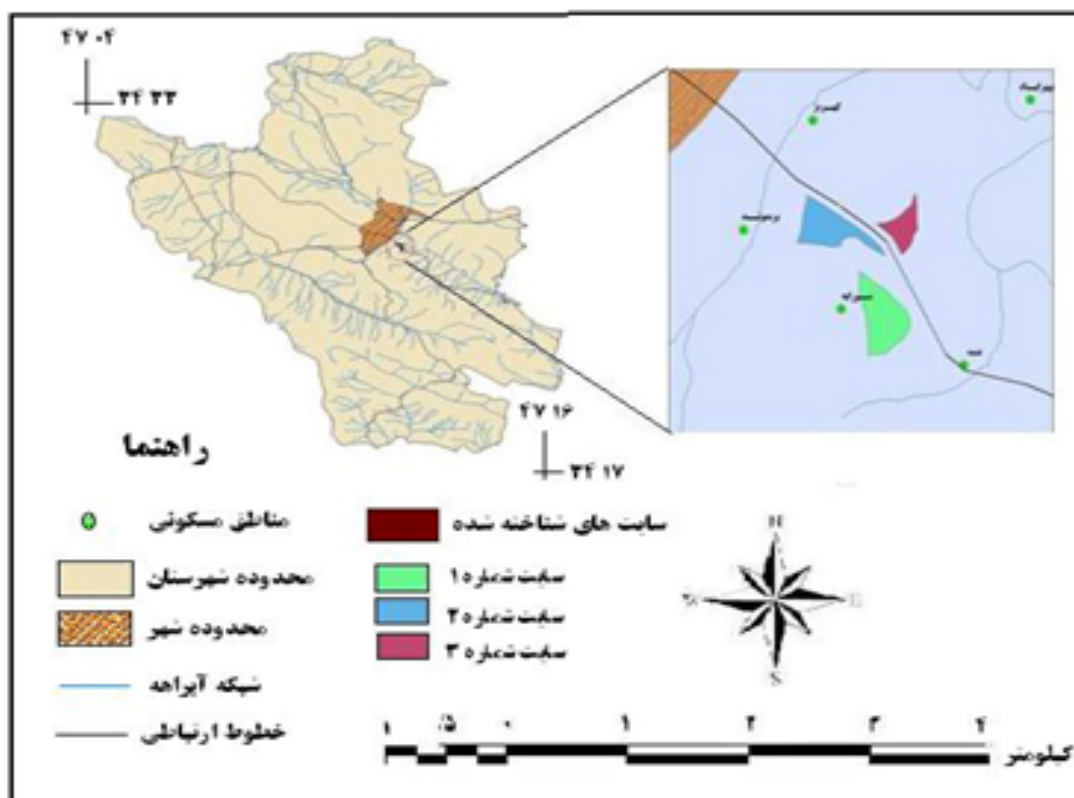 ۴۷ ۰۴
۳۴ ۳۳
۴۷ ۱۶
۳۴ ۱۷
راهنما
مناطق مسکونی
محدوده شهرستان
محدوده شهر
شبکه آبراهه
خطوط ارتباطی
سایت های شناخته شده
سایت شماره ۱
سایت شماره ۲
سایت شماره ۳
N
E
S
۱ ۵/ ۰ ۱ ۲ ۳ ۴
کیلومتر